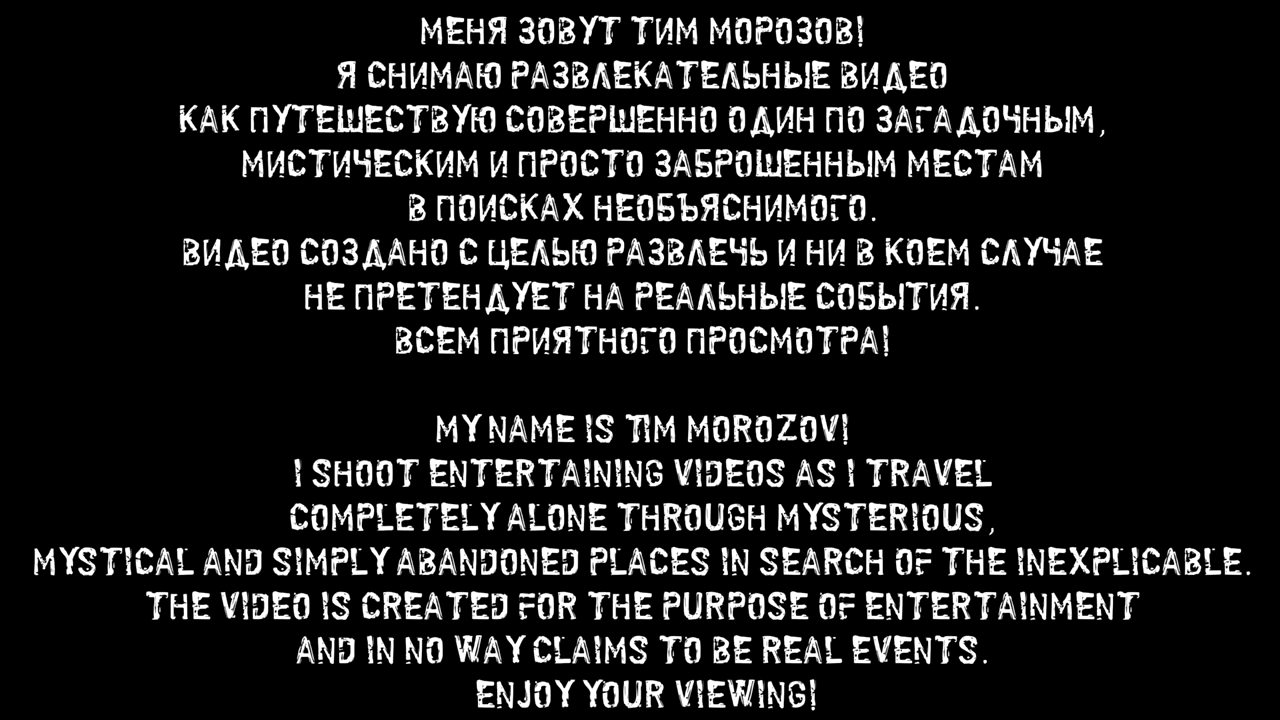 МЕНЯ ЗОВУТ ТИМ МОРОЗОВ!
Я СНИМАЮ РАЗВЛЕКАТЕЛЬНЫЕ ВИДЕО
КАК ПУТЕШЕСТВУЮ СОВЕРШЕННО ОДИН ПО ЗАГАДОЧНЫМ,
МИСТИЧЕСКИМ И ПРОСТО ЗАБРОШЕННЫМ МЕСТАМ
В ПОИСКАХ НЕОБЪЯСНИМОГО.
ВИДЕО СОЗДАНО С ЦЕЛЬЮ РАЗВЛЕЧЬ И НИ В КОЕМ СЛУЧАЕ
НЕ ПРЕТЕНДУЕТ НА РЕАЛЬНЫЕ СОБЫТИЯ.
ВСЕМ ПРИЯТНОГО ПРОСМОТРА!
MY NAME IS TIM MOROZOV!
I SHOOT ENTERTAINING VIDEOS AS I TRAVEL
COMPLETELY ALONE THROUGH MYSTERIOUS,
MYSTICAL AND SIMPLY ABANDONED PLACES IN SEARCH OF THE INEXPLICABLE.
THE VIDEO IS CREATED FOR THE PURPOSE OF ENTERTAINMENT
AND IN NO WAY CLAIMS TO BE REAL EVENTS.
ENJOY YOUR VIEWING!